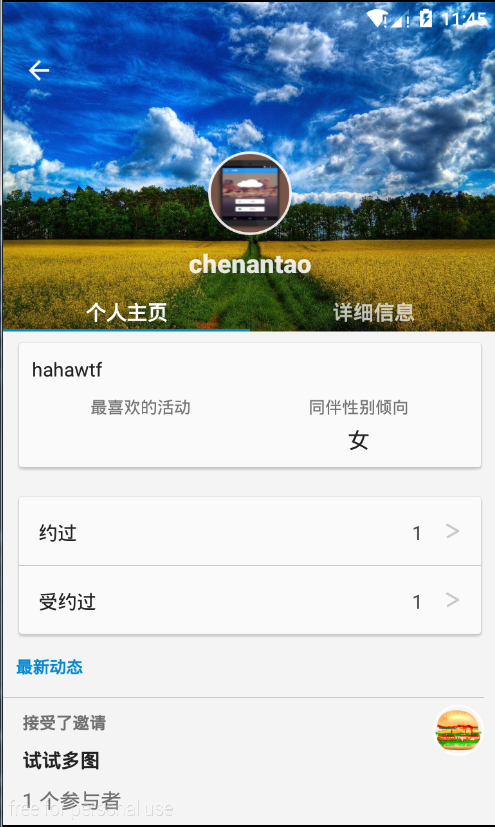 11:45
chenantao
个人主页 详细信息
hahawtf
最喜欢的活动 同伴性别倾向
女
约过 1
受约过 1
最新动态
接受了邀请
试试多图
1 个参与者
free for personal use